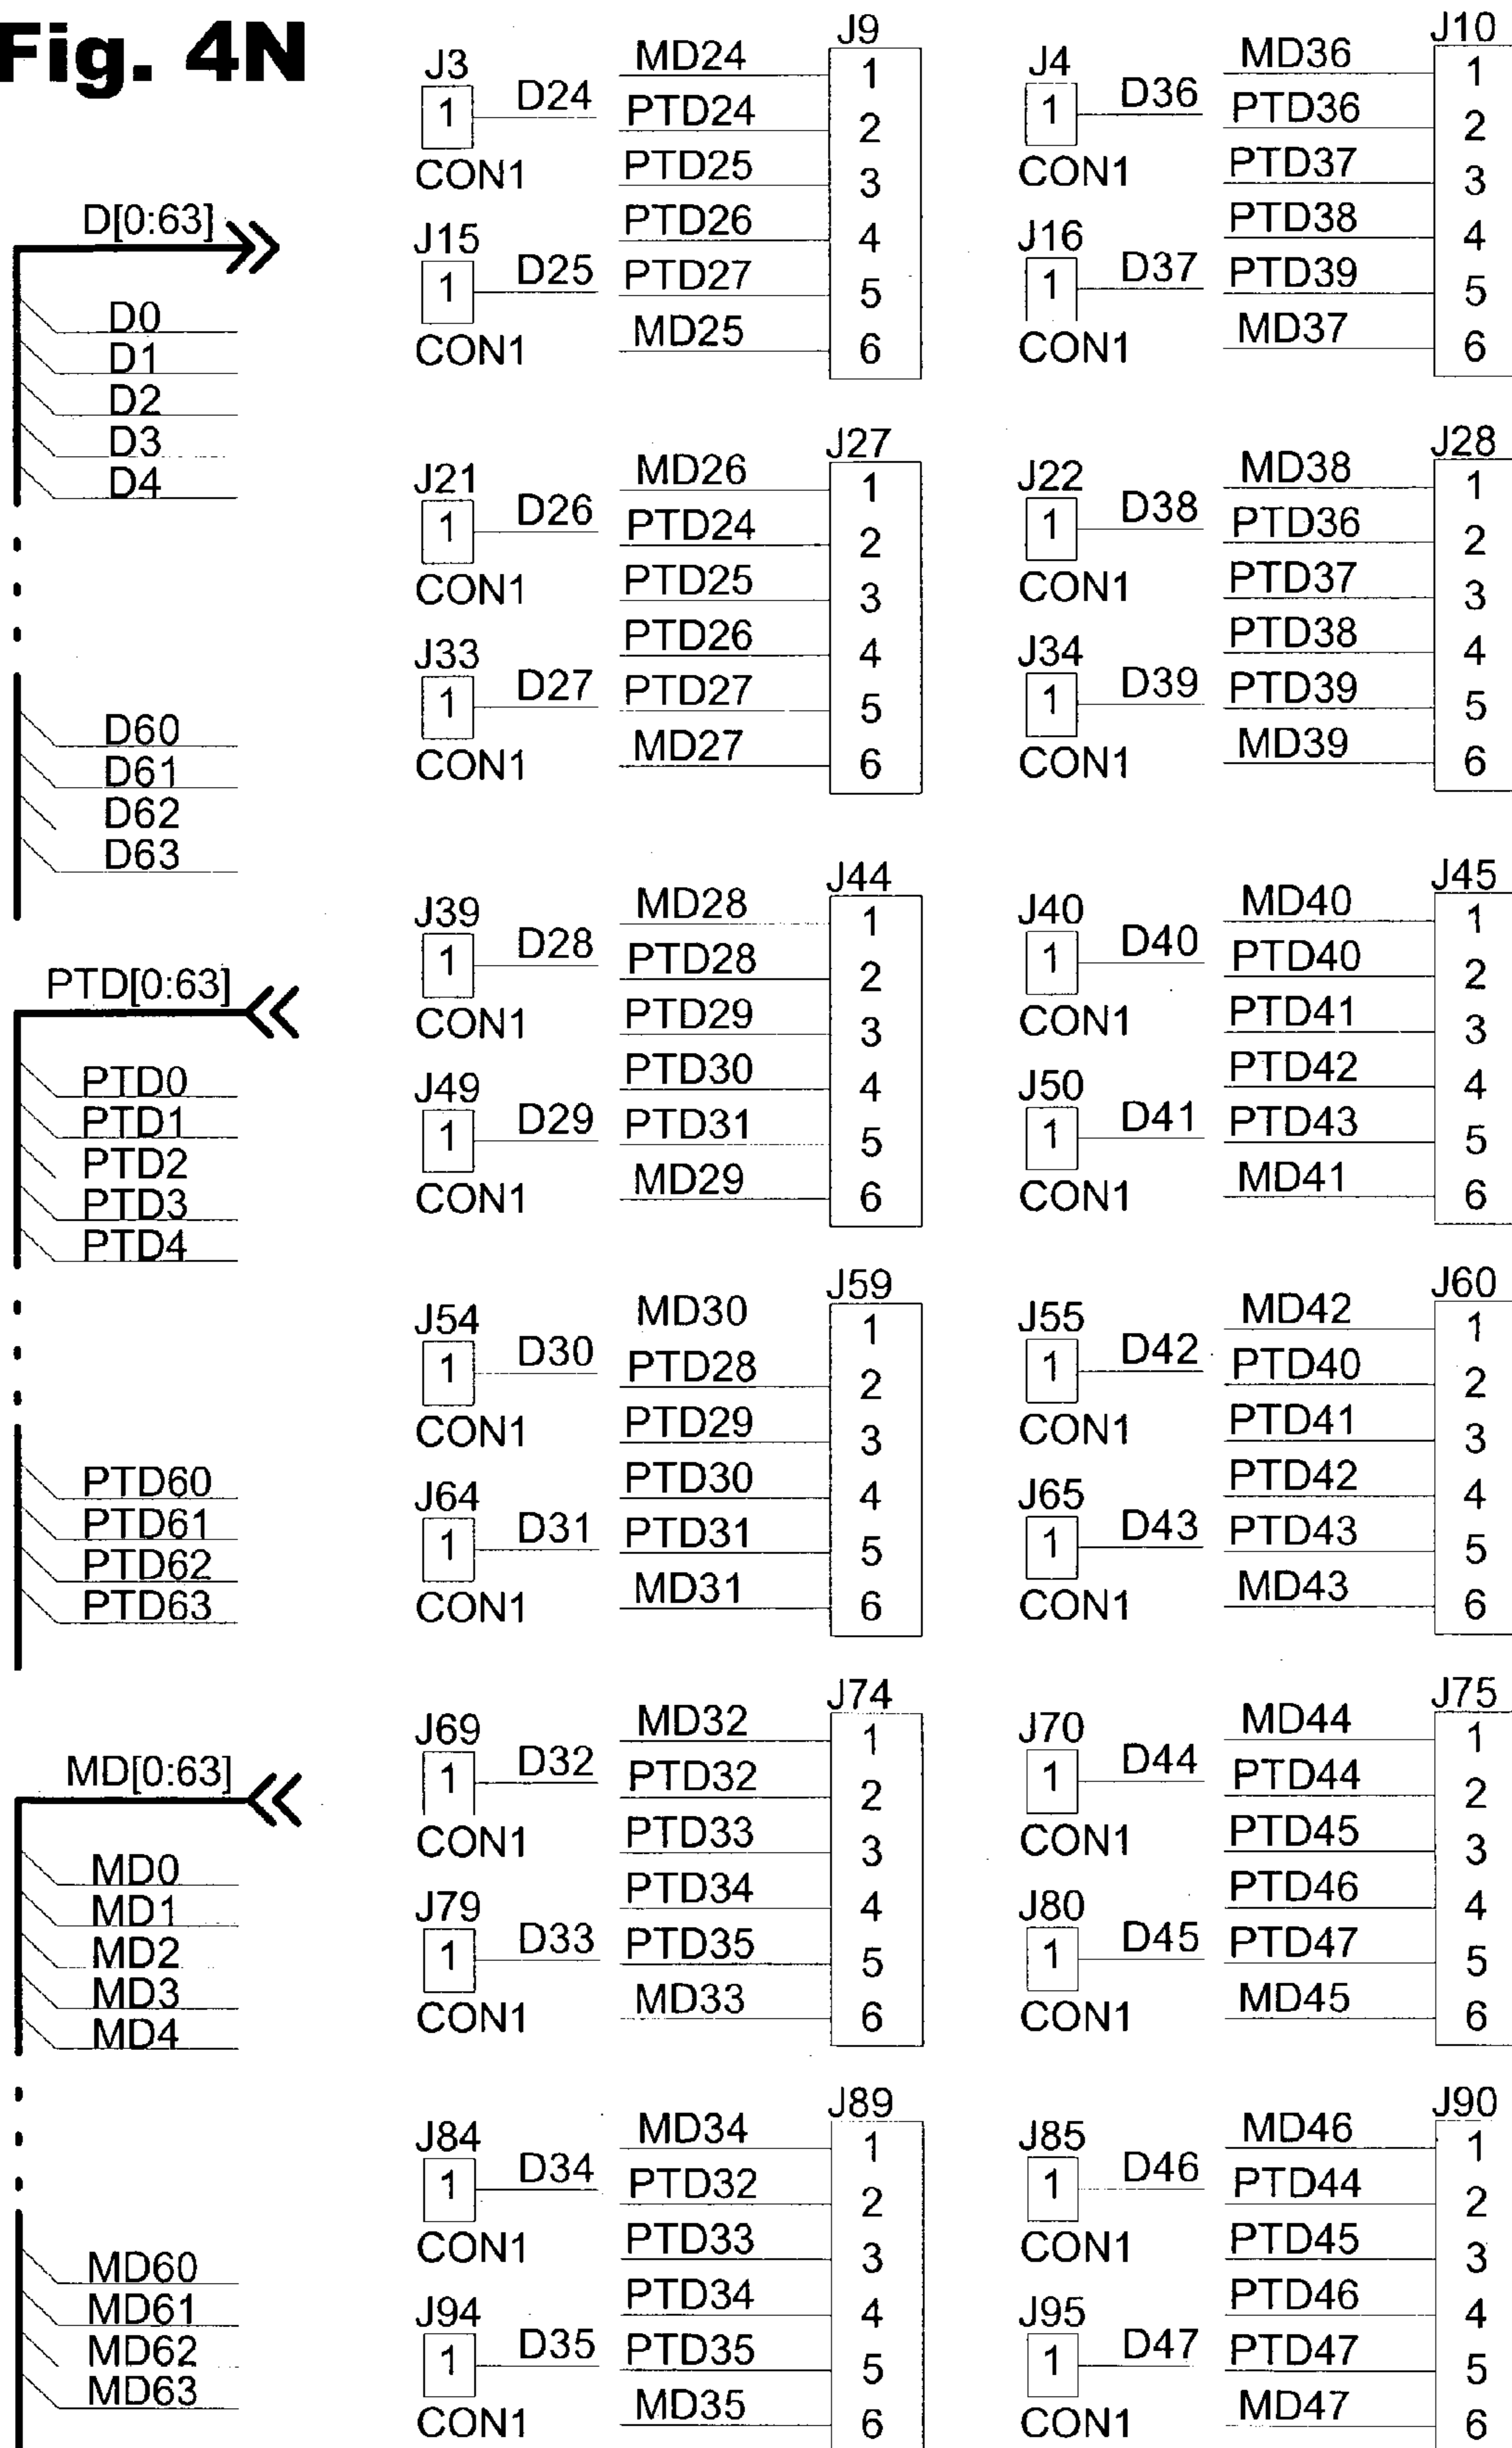 Fig. 4N
D[0:63]
D0
D1
D2
D3
D4
D60
D61
D62
D63
PTD[0:63]
PTD0
PTD1
PTD2
PTD3
PTD4
PTD60
PTD61
PTD62
PTD63
MD[0:63]
MD0
MD1
MD2
MD3
MD4
MD60
MD61
MD62
MD63
J3
1
D24
CON1
J15
1
D25
CON1
J9
MD24
1
PTD24
2
PTD25
3
PTD26
4
PTD27
5
MD25
6
J21
1
D26
CON1
J33
1
D27
CON1
J27
MD26
1
PTD24
2
PTD25
3
PTD26
4
PTD27
5
MD27
6
J39
1
D28
CON1
J49
1
D29
CON1
J44
MD28
1
PTD28
2
PTD29
3
PTD30
4
PTD31
5
MD29
6
J54
1
D30
CON1
J64
1
D31
CON1
J59
MD30
1
PTD28
2
PTD29
3
PTD30
4
PTD31
5
MD31
6
J69
1
D32
CON1
J79
1
D33
CON1
J74
MD32
1
PTD32
2
PTD33
3
PTD34
4
PTD35
5
MD33
6
J84
1
D34
CON1
J94
1
D35
CON1
J89
MD34
1
PTD32
2
PTD33
3
PTD34
4
PTD35
5
MD35
6
J4
1
D36
CON1
J16
1
D37
CON1
J10
MD36
1
PTD36
2
PTD37
3
PTD38
4
PTD39
5
MD37
6
J22
1
D38
CON1
J34
1
D39
CON1
J28
MD38
1
PTD36
2
PTD37
3
PTD38
4
PTD39
5
MD39
6
J40
1
D40
CON1
J50
1
D41
CON1
J45
MD40
1
PTD40
2
PTD41
3
PTD42
4
PTD43
5
MD41
6
J55
1
D42
CON1
J65
1
D43
CON1
J60
MD42
1
PTD40
2
PTD41
3
PTD42
4
PTD43
5
MD43
6
J70
1
D44
CON1
J80
1
D45
CON1
J75
MD44
1
PTD44
2
PTD45
3
PTD46
4
PTD47
5
MD45
6
J85
1
D46
CON1
J95
1
D47
CON1
J90
MD46
1
PTD44
2
PTD45
3
PTD46
4
PTD47
5
MD47
6